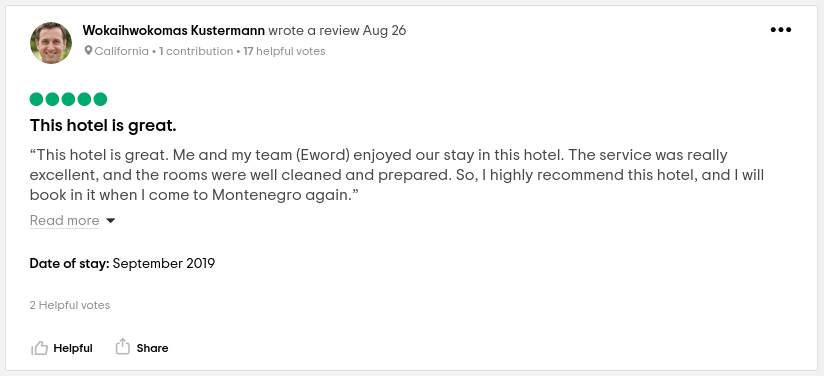 Wokaihwokomas Kustermann wrote a review Aug 26
California • 1 contribution • 17 helpful votes
This hotel is great.
“This hotel is great. Me and my team (Eword) enjoyed our stay in this hotel. The service was really
excellent, and the rooms were well cleaned and prepared. So, I highly recommend this hotel, and I will
book in it when I come to Montenegro again.”
Read more
Date of stay: September 2019
2 Helpful votes
Helpful Share